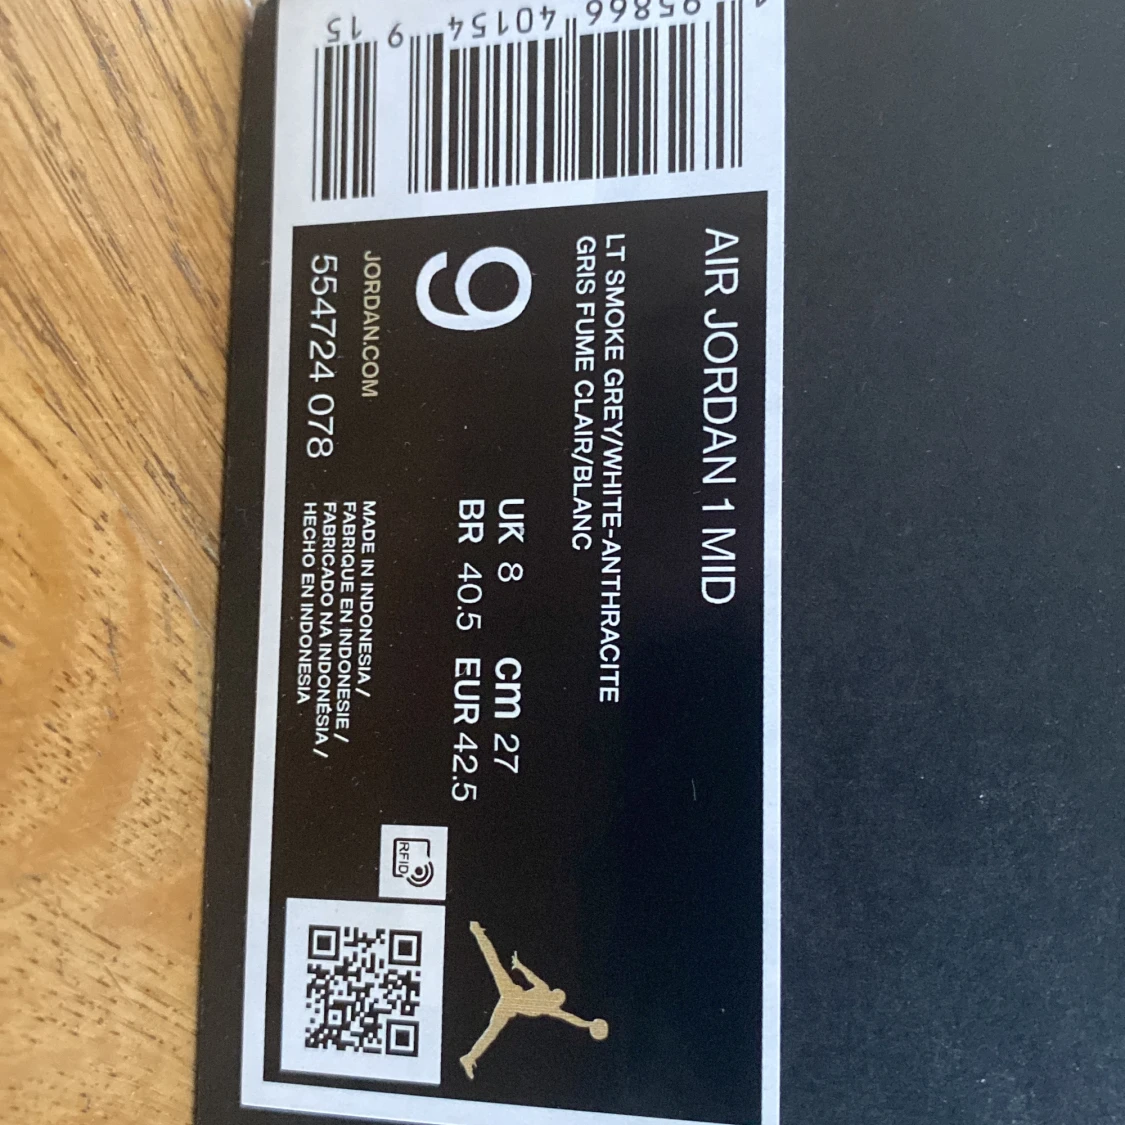 AIR JORDAN 1 MID
LT SMOKE GREY/WHITE-ANTHRACITE
GRIS FUME CLAIR/BLANC
9
UK 8 cm 27
BR 40.5 EUR 42.5
JORDAN.COM
554724 078
MADE IN INDONESIA/
FABRIQUE EN INDONESIE/
FABRICADO NA INDONÉSIA/
HECHO EN INDONESIA
RFID
95866 40154 9 15